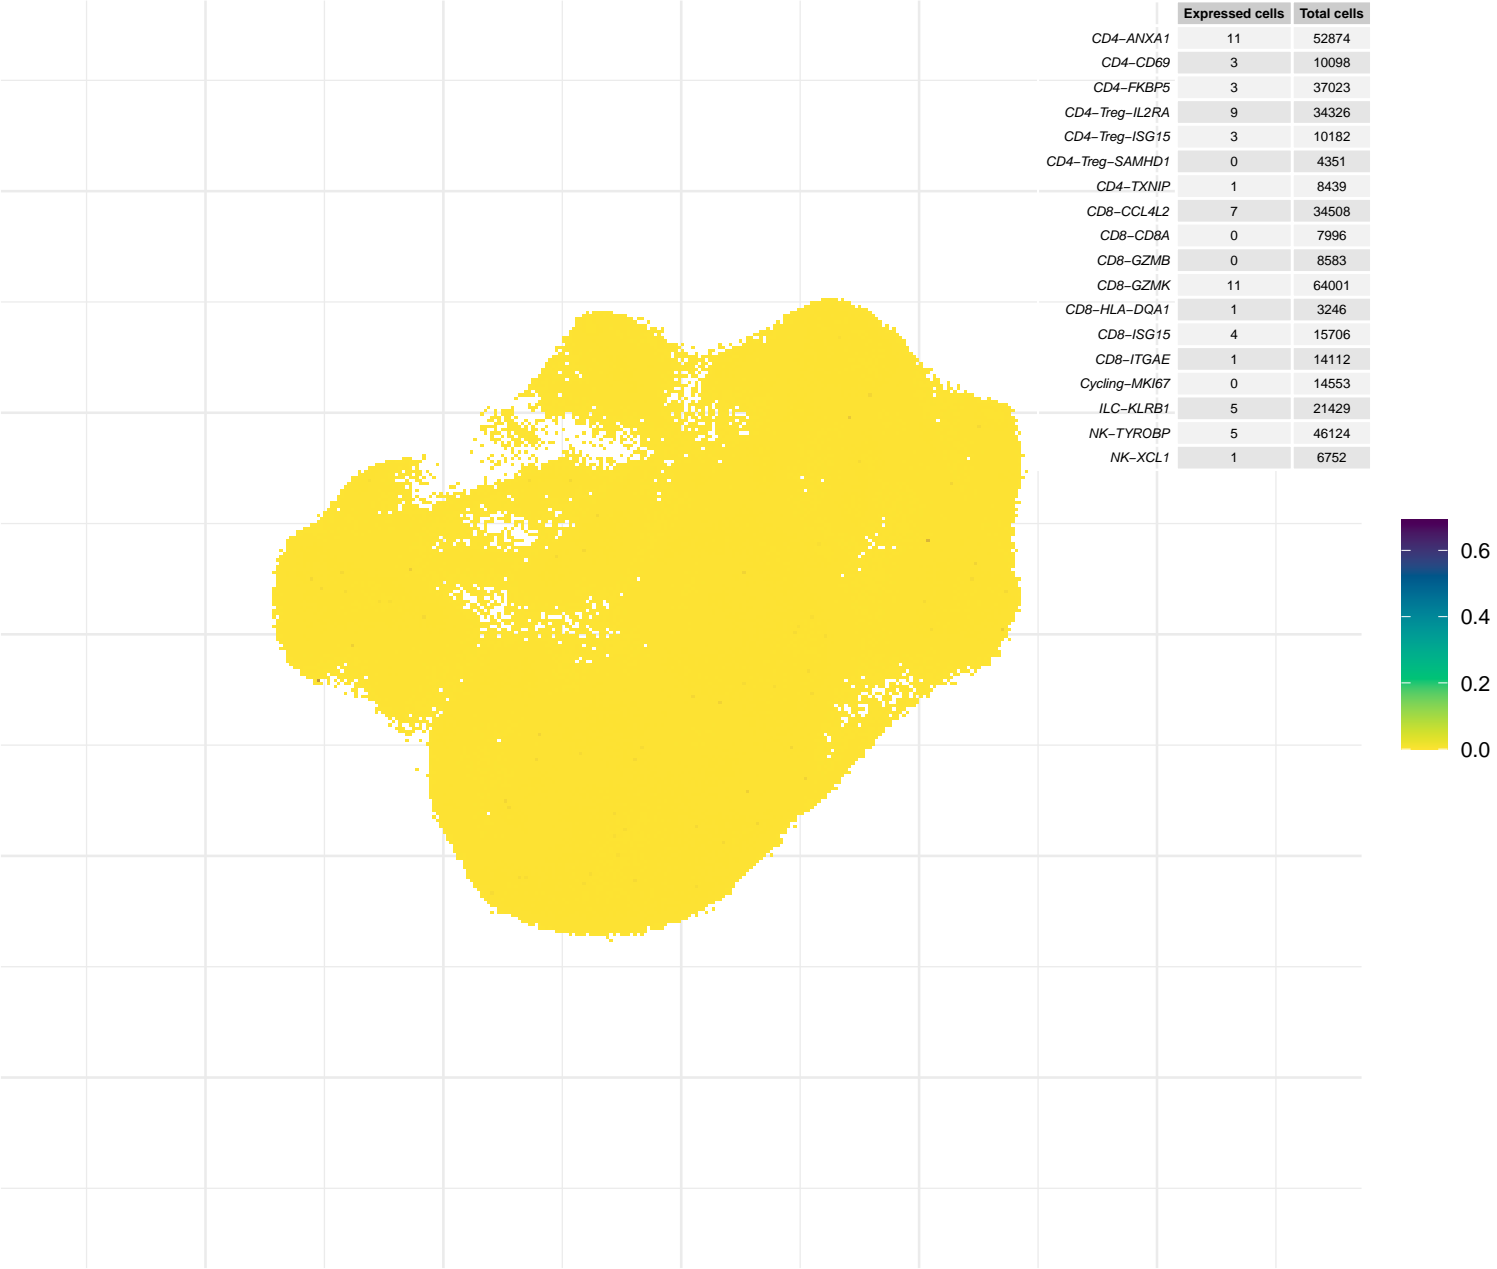 Expressed cells Total cells
CD4−ANXA1 11 52874
CD4−CD69 3 10098
CD4−FKBP5 3 37023
CD4−Treg−IL2RA 9 34326
CD4−Treg−ISG15 3 10182
CD4−Treg−SAMHD1 0 4351
CD4−TXNIP 1 8439
CD8−CCL4L2 7 34508
CD8−CD8A 0 7996
CD8−GZMB 0 8583
CD8−GZMK 11 64001
CD8−HLA−DQA1 1 3246
CD8−ISG15 4 15706
CD8−ITGAE 1 14112
Cycling−MKI67 0 14553
ILC−KLRB1 5 21429
NK−TYROBP 5 46124
NK−XCL1 1 6752
0.6
0.4
0.2
0.0